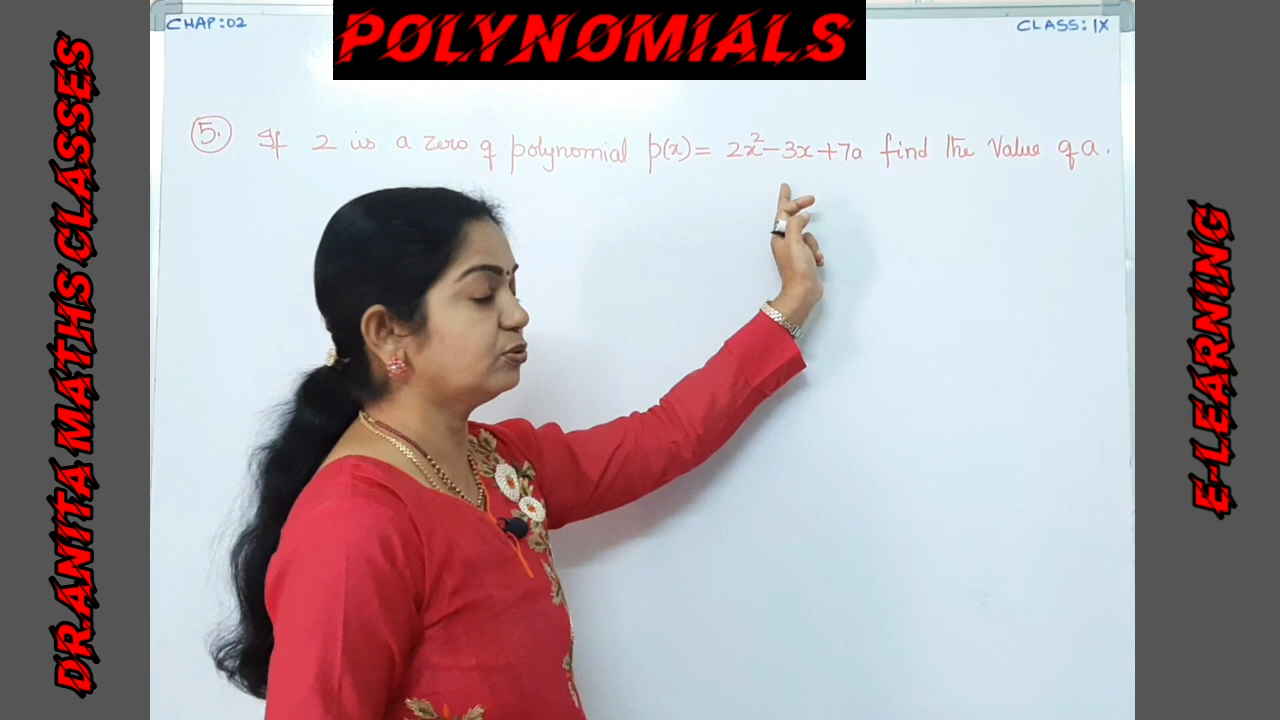 CHAP:02
POLYNOMIALS
CLASS: IX
5. If 2 is a zero of polynomial p(x) = 2x²-3x+7a find the value of a.
DR.ANITA MATHS CLASSES
E-LEARNING